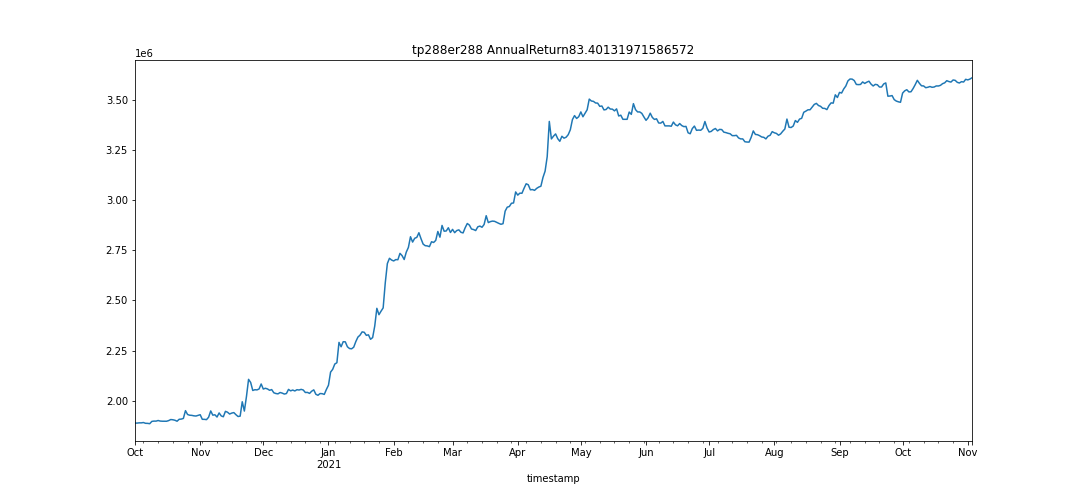 tp288er288 AnnualReturn83.40131971586572
1e6
3.50
3.25
3.00
2.75
2.50
2.25
2.00
Oct Nov Dec Jan Feb Mar Apr May Jun Jul Aug Sep Oct Nov
2021
timestamp